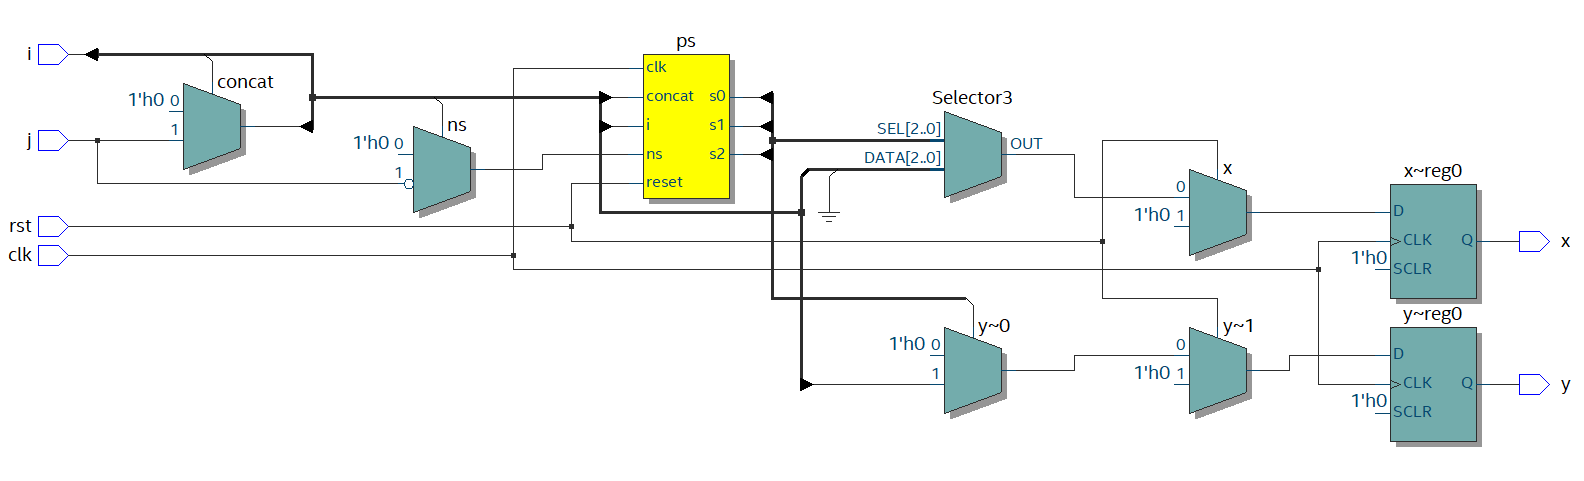 ps
i
clk
concat
1'h0 0
concat s0
Selector3
ns
SEL[2..0]
j
1
1'h0 0
i s1
OUT
ns s2
DATA[2..0]
1
x
x~reg0
reset
0
D
1'h0 1
rst
CLK Q
x
clk
1'h0
SCLR
y~0
y~1
y~reg0
1'h0 0
0
D
1
1'h0 1
CLK Q
y
1'h0
SCLR